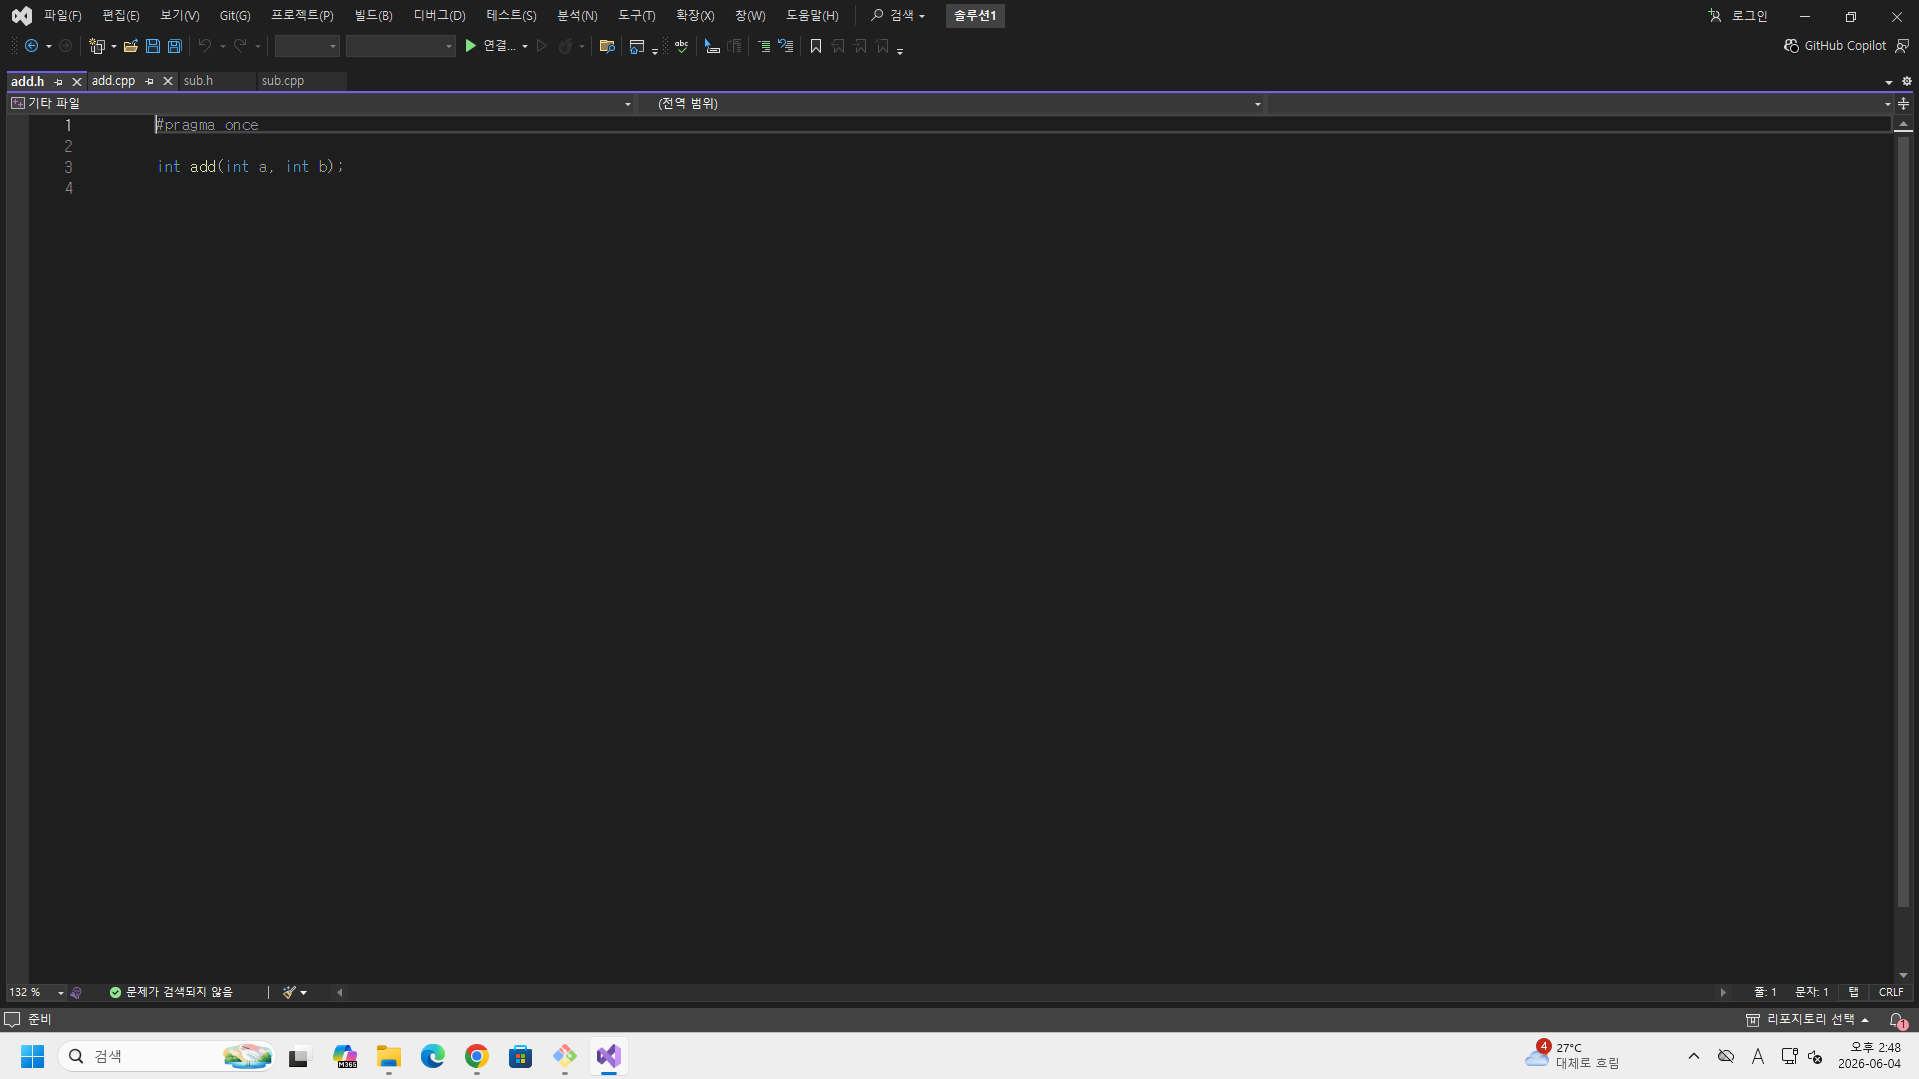 파일(F) 편집(E) 보기(V) Git(G) 프로젝트(P) 빌드(B) 디버그(D) 테스트(S) 분석(N) 도구(T) 확장(X) 창(W) 도움말(H) 검색 솔루션1 로그인
연결... abc GitHub Copilot
add.h add.cpp sub.h sub.cpp
기타 파일 (전역 범위)
1 #pragma once
2
3 int add(int a, int b);
4
132 % 문제가 검색되지 않음 줄: 1 문자: 1 탭 CRLF
준비 리포지토리 선택 1
검색 M365 4 27°C A 오후 2:48
대체로 흐림 2026-06-04